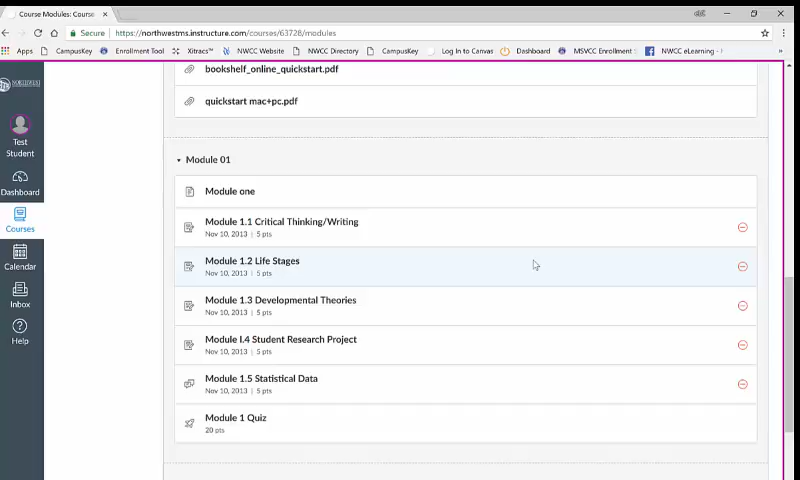 Course Modules: Course
Secure https://northwestms.instructure.com/courses/63728/modules
Apps CampusKey Enrollment Tool Xitracs™ NWCC Website NWCC Directory CampusKey Log In to Canvas Dashboard MSVCC Enrollment NWCC eLearning -
bookshelf_online_quickstart.pdf
quickstart mac+pc.pdf
Test
Student
Dashboard
Courses
Calendar
Inbox
Help
Module 01
Module one
Module 1.1 Critical Thinking/Writing
Nov 10, 2013 | 5 pts
Module 1.2 Life Stages
Nov 10, 2013 | 5 pts
Module 1.3 Developmental Theories
Nov 10, 2013 | 5 pts
Module I.4 Student Research Project
Nov 10, 2013 | 5 pts
Module 1.5 Statistical Data
Nov 10, 2013 | 5 pts
Module 1 Quiz
20 pts